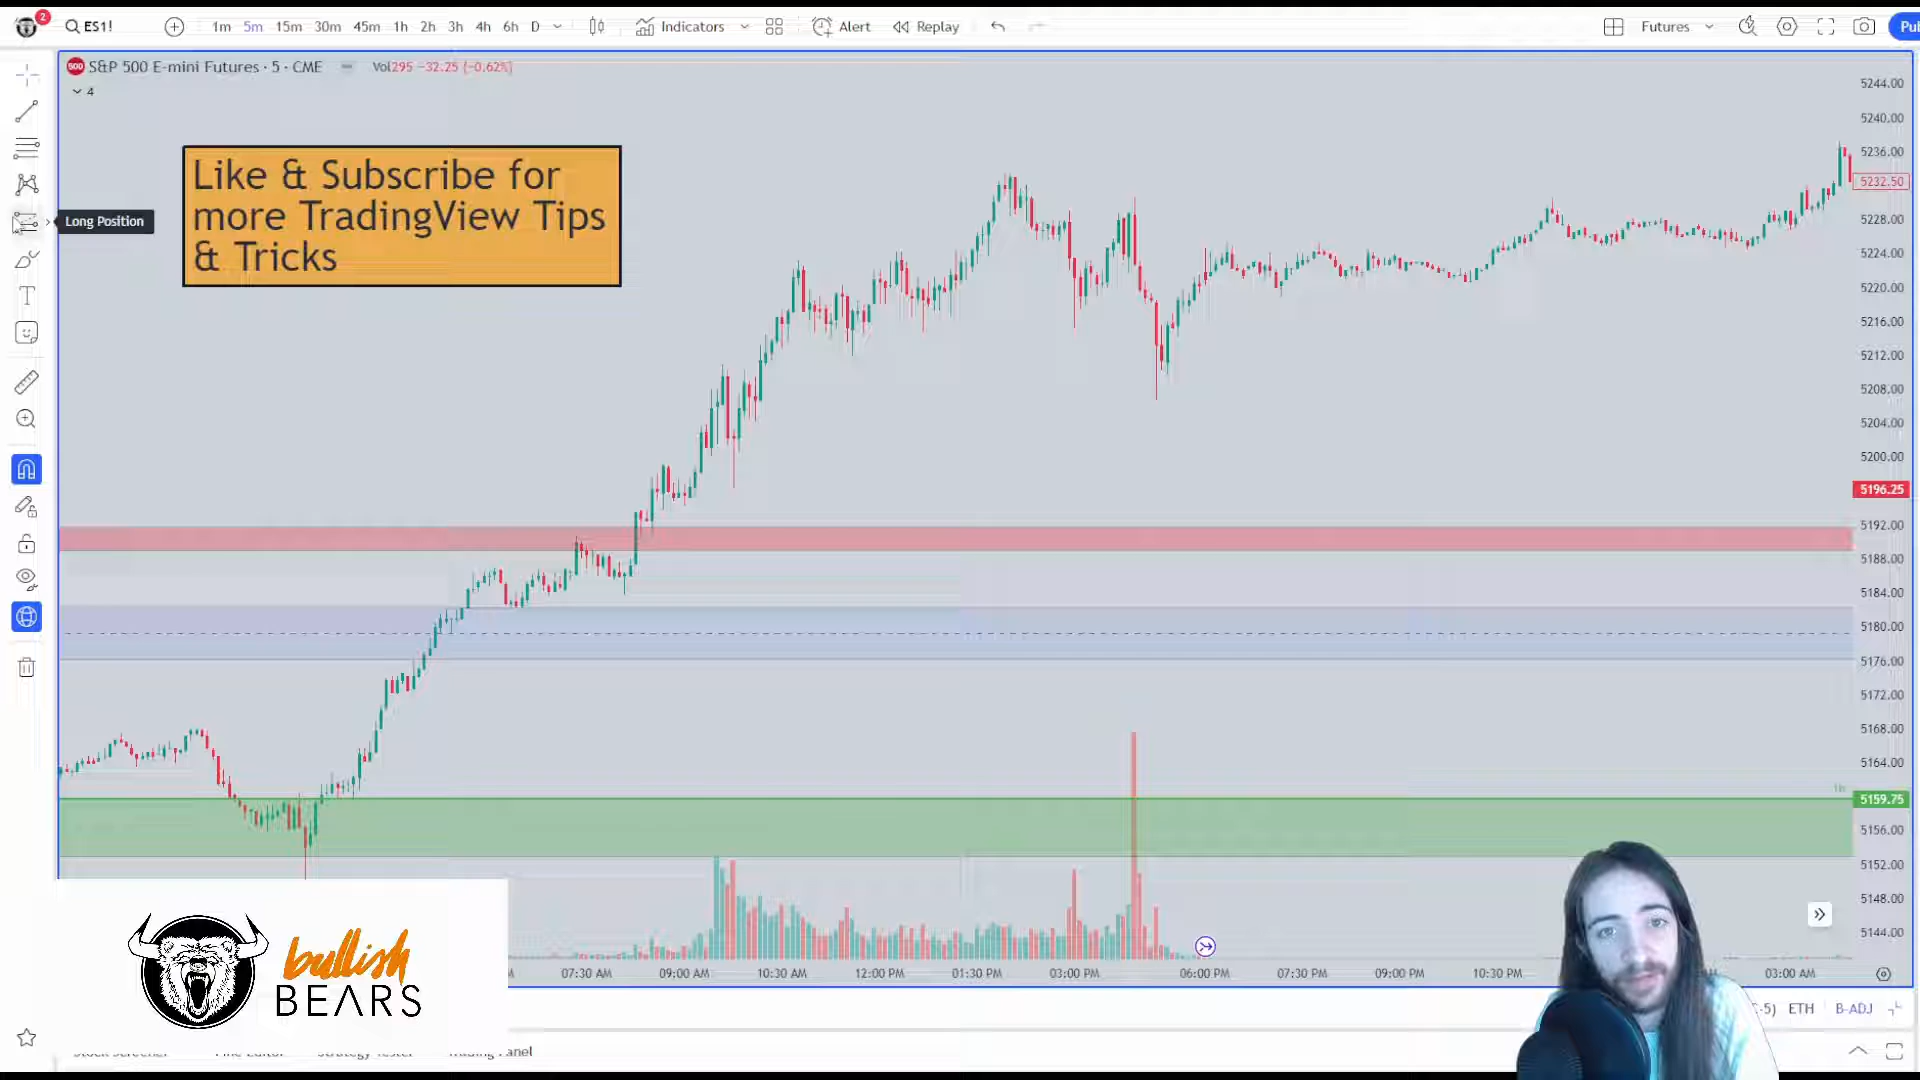 2
ES1!
1m 5m 15m 30m 45m 1h 2h 3h 4h 6h D
Indicators
Alert
Replay
Futures
S&P 500 E-mini Futures · 5 · CME
Vol295 −32.25 (−0.62%)
4
Long Position
Like & Subscribe for
more TradingView Tips
& Tricks
5244.00
5240.00
5236.00
5232.50
5228.00
5224.00
5220.00
5216.00
5212.00
5208.00
5204.00
5200.00
5196.25
5192.00
5188.00
5184.00
5180.00
5176.00
5172.00
5168.00
5164.00
5159.75
5156.00
5152.00
5148.00
5144.00
bullish
BEARS
07:30 AM 09:00 AM 10:30 AM 12:00 PM 01:30 PM 03:00 PM 06:00 PM 07:30 PM 09:00 PM 10:30 PM 03:00 AM
ETH
B-ADJ